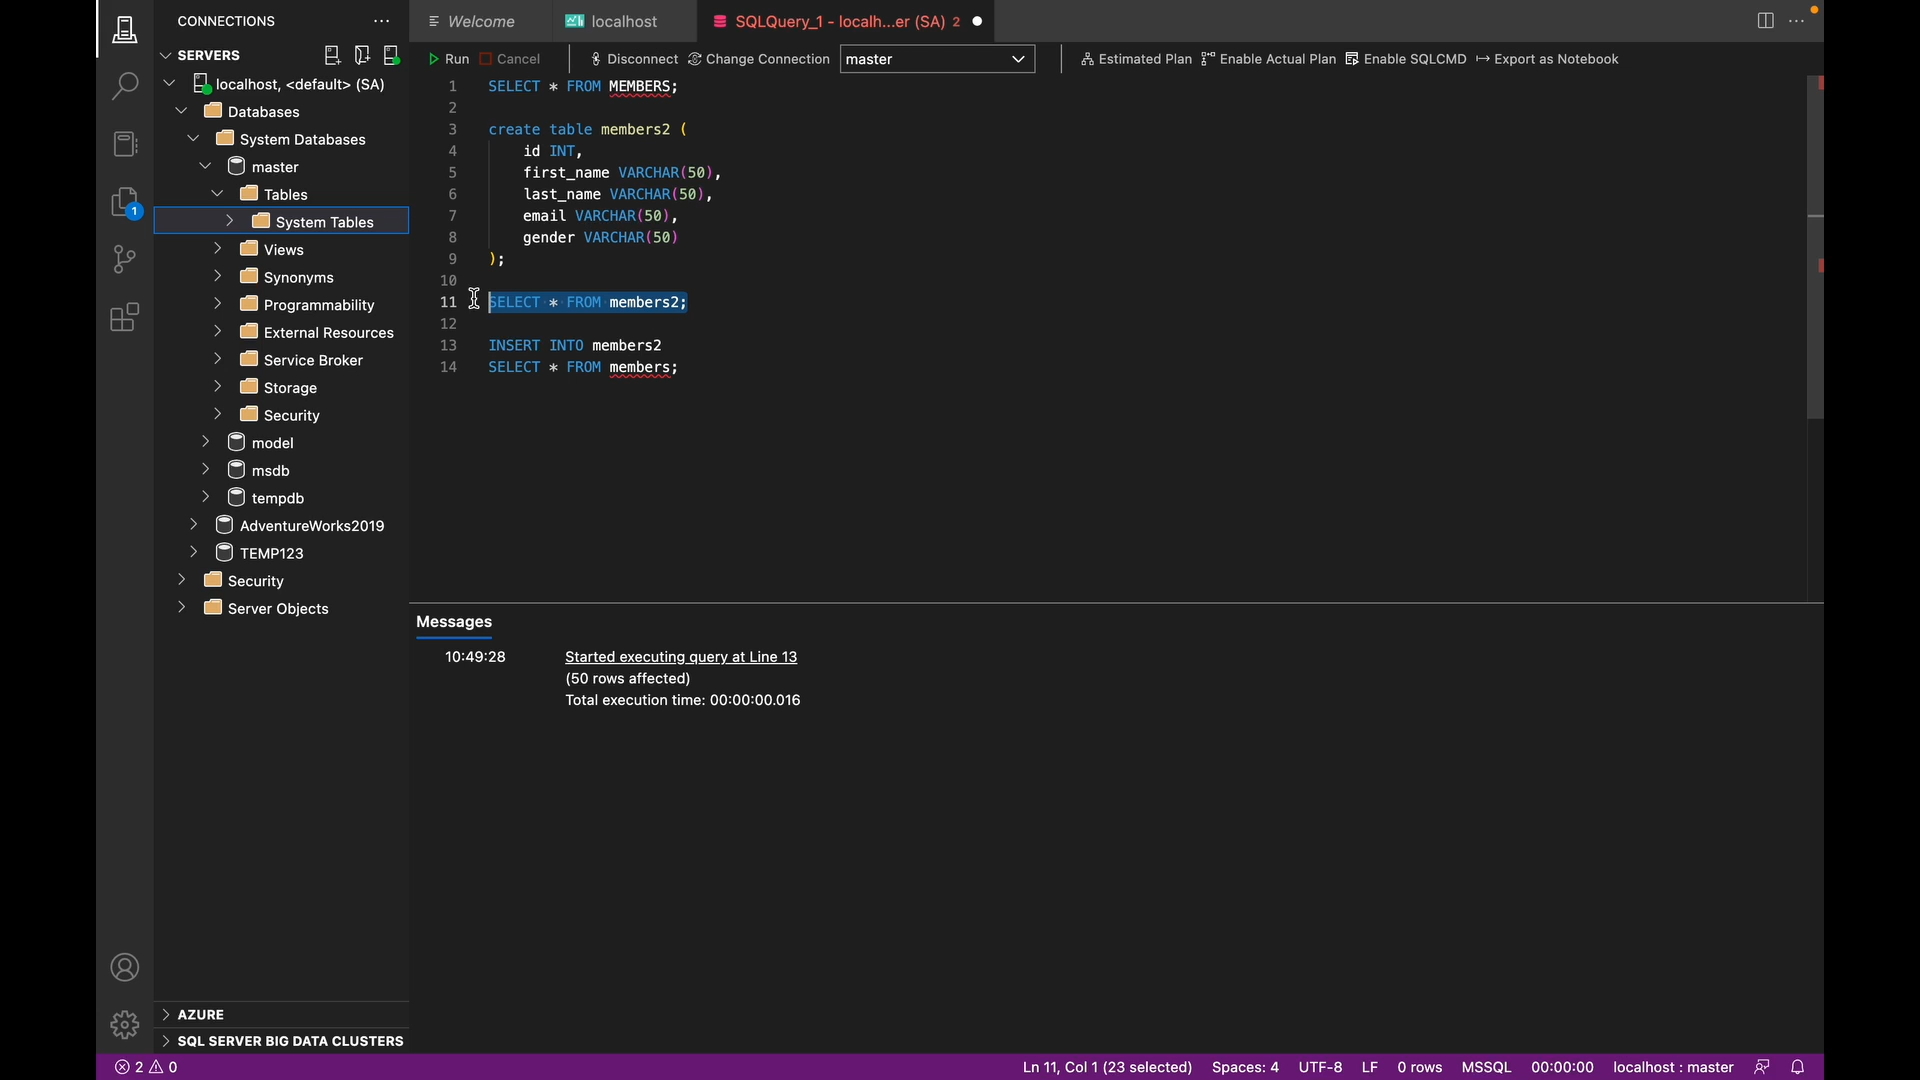 CONNECTIONS
SERVERS
localhost, <default> (SA)
Databases
System Databases
master
Tables
System Tables
Views
Synonyms
Programmability
External Resources
Service Broker
Storage
Security
model
msdb
tempdb
AdventureWorks2019
TEMP123
Security
Server Objects
AZURE
SQL SERVER BIG DATA CLUSTERS
1
Welcome
localhost
SQLQuery_1 - localh...er (SA) 2
Run Cancel Disconnect Change Connection master Estimated Plan Enable Actual Plan Enable SQLCMD Export as Notebook
1 SELECT * FROM MEMBERS;
2
3 create table members2 (
4 id INT,
5 first_name VARCHAR(50),
6 last_name VARCHAR(50),
7 email VARCHAR(50),
8 gender VARCHAR(50)
9 );
10
11 SELECT * FROM members2;
12
13 INSERT INTO members2
14 SELECT * FROM members;
Messages
10:49:28 Started executing query at Line 13
(50 rows affected)
Total execution time: 00:00:00.016
2 0 Ln 11, Col 1 (23 selected) Spaces: 4 UTF-8 LF 0 rows MSSQL 00:00:00 localhost : master